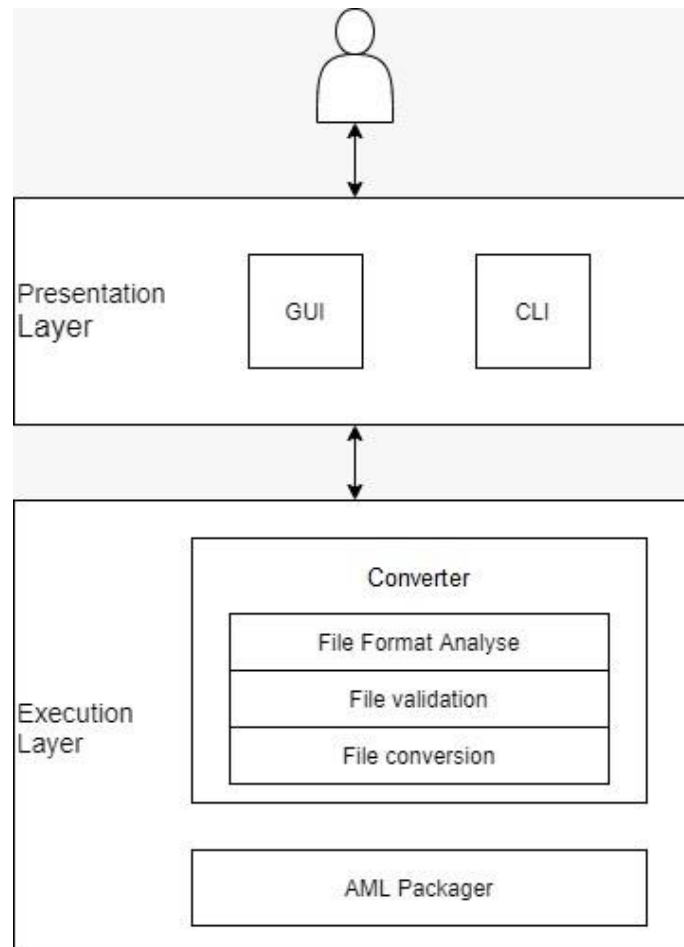 Presentation
Layer
GUI
CLI
Converter
File Format Analyse
File validation
File conversion
Execution
Layer
AML Packager